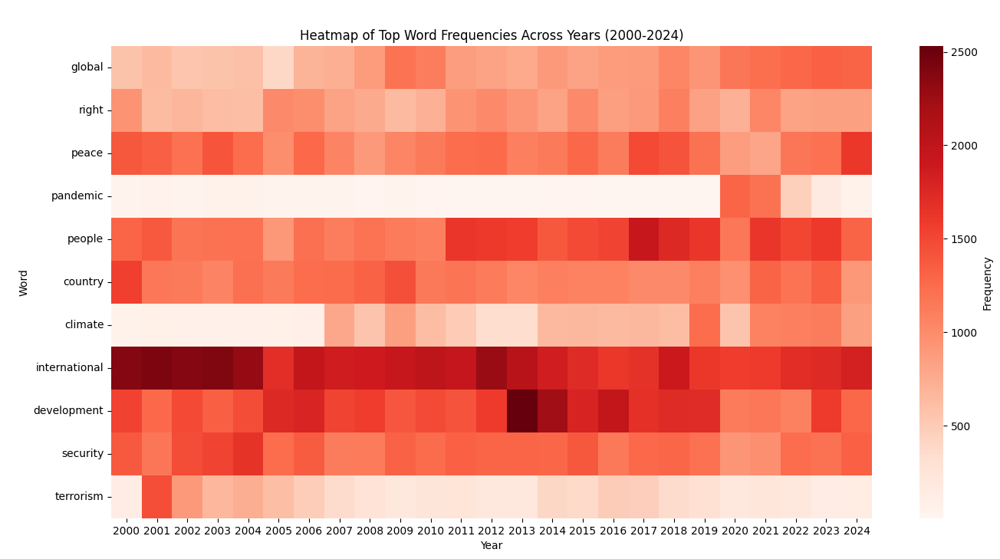 Heatmap of Top Word Frequencies Across Years (2000-2024)
Word
global
right
peace
pandemic
people
country
climate
international
development
security
terrorism
2000 2001 2002 2003 2004 2005 2006 2007 2008 2009 2010 2011 2012 2013 2014 2015 2016 2017 2018 2019 2020 2021 2022 2023 2024
Year
2500
2000
1500
1000
500
Frequency